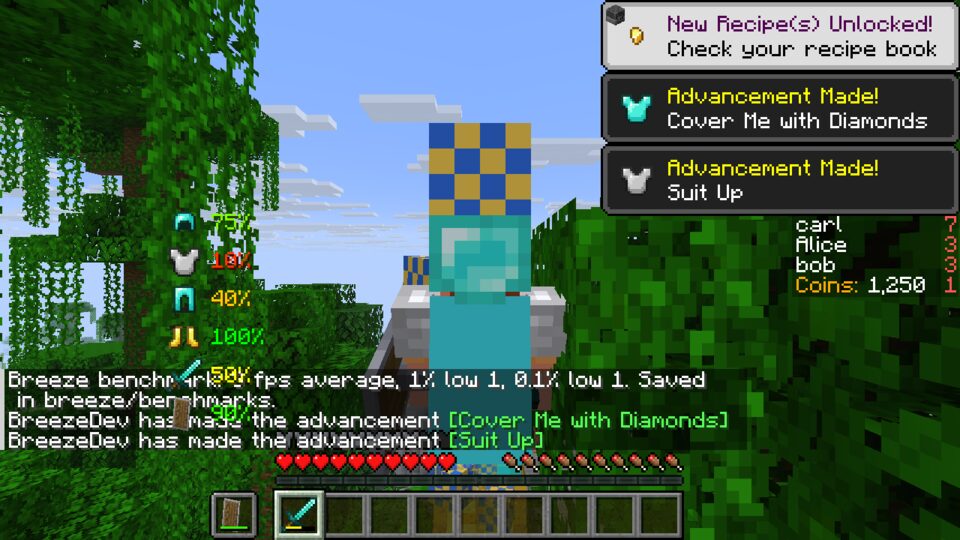 New Recipe(s) Unlocked!
Check your recipe book
Advancement Made!
Cover Me with Diamonds
Advancement Made!
Suit Up
carl 7
Alice 3
bob 3
Coins: 1,250 1
75%
10%
40%
100%
50%
90%
Breeze benchmark: fps average, 1% low 1, 0.1% low 1. Saved
in breeze/benchmarks.
BreezeDev has made the advancement [Cover Me with Diamonds]
BreezeDev has made the advancement [Suit Up]